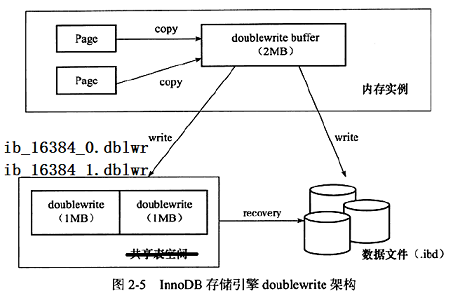 Page
copy
doublewrite buffer
（2MB）
Page
copy
内存实例
write
write
ib_16384_0.dblwr
ib_16384_1.dblwr
doublewrite
（1MB）
doublewrite
（1MB）
recovery
共享表空间
数据文件（.ibd）
图 2-5 InnoDB 存储引擎 doublewrite 架构